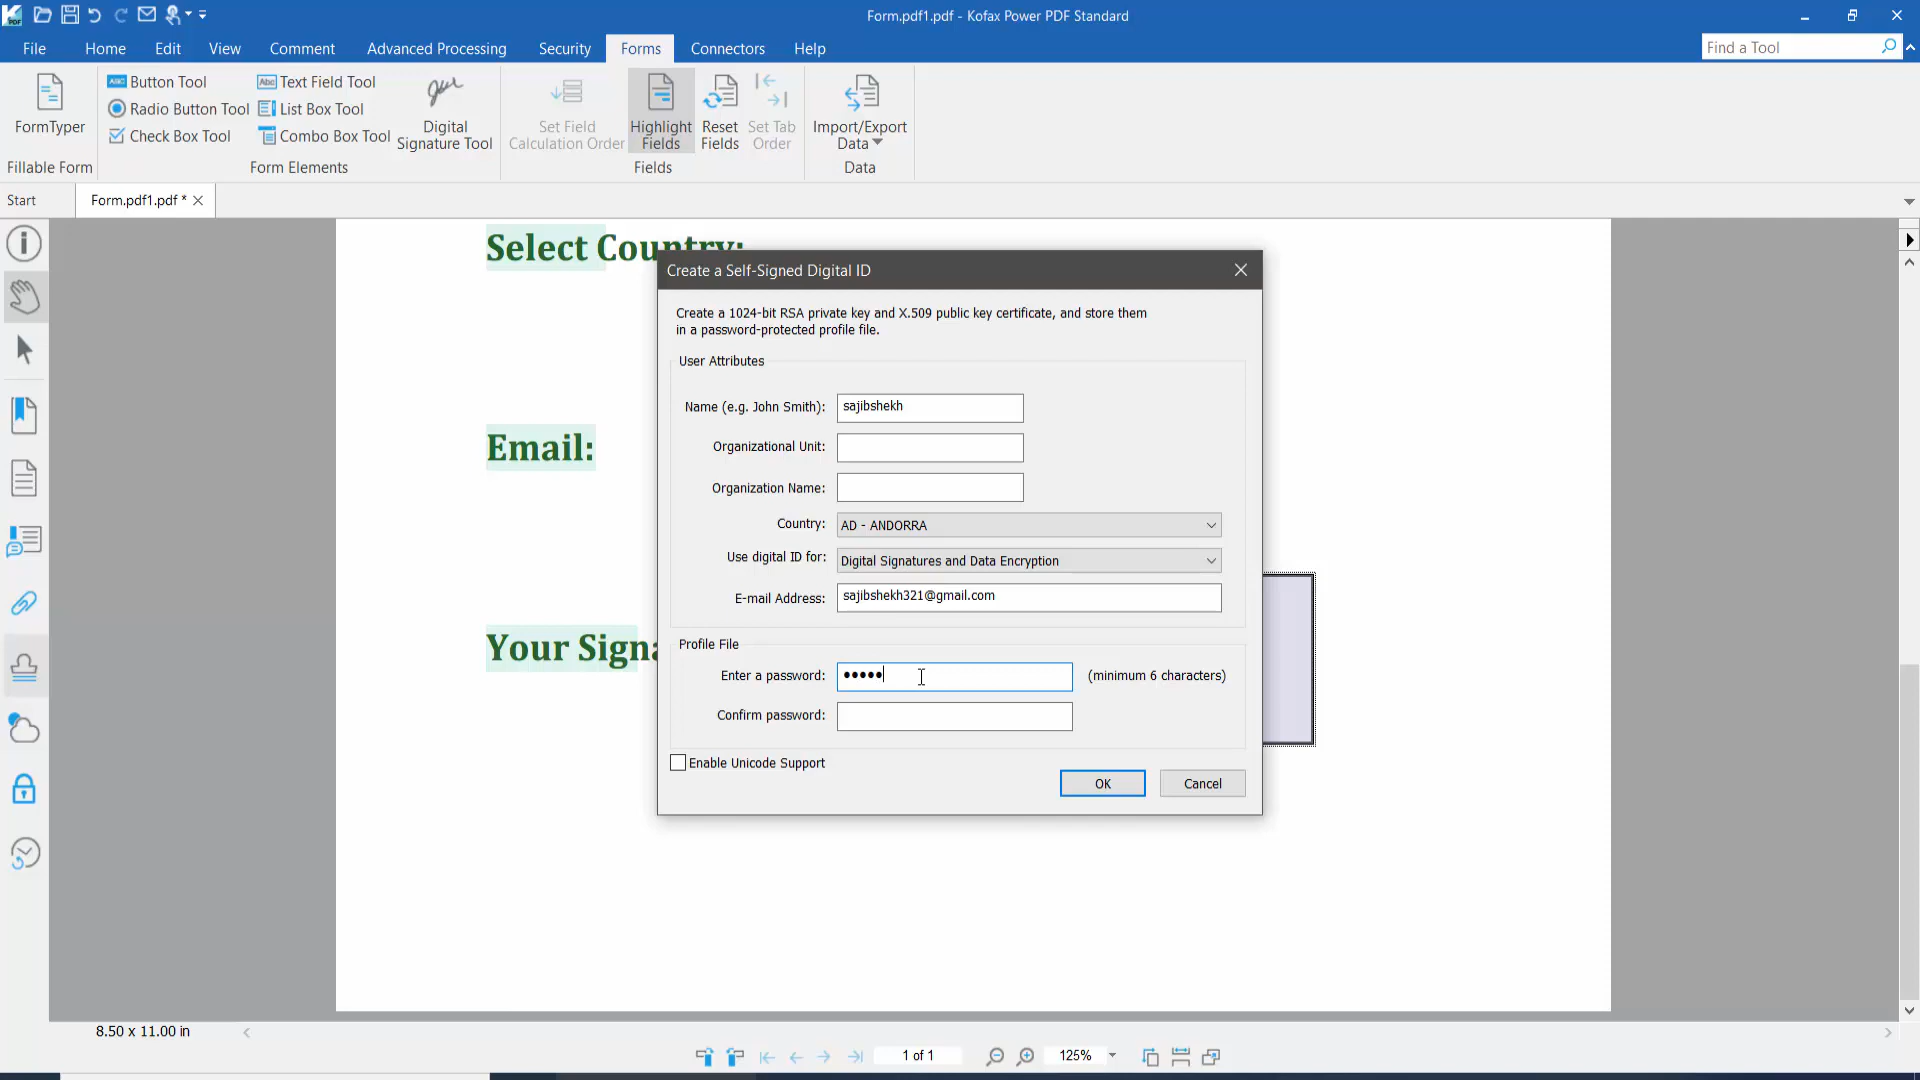 Form.pdf1.pdf - Kofax Power PDF Standard
File Home Edit View Comment Advanced Processing Security Forms Connectors Help
Find a Tool
FormTyper
Fillable Form
Button Tool
Radio Button Tool
Check Box Tool
Text Field Tool
List Box Tool
Combo Box Tool
Digital
Signature Tool
Form Elements
Set Field
Calculation Order
Highlight
Fields
Reset
Fields
Set Tab
Order
Fields
Import/Export
Data
Data
Start
Form.pdf1.pdf *
Select Country:
Email:
Your Signa
Create a Self-Signed Digital ID
Create a 1024-bit RSA private key and X.509 public key certificate, and store them
in a password-protected profile file.
User Attributes
Name (e.g. John Smith): sajibshekh
Organizational Unit:
Organization Name:
Country: AD - ANDORRA
Use digital ID for: Digital Signatures and Data Encryption
E-mail Address: sajibshekh321@gmail.com
Profile File
Enter a password: ••••• (minimum 6 characters)
Confirm password:
Enable Unicode Support
OK Cancel
8.50 x 11.00 in
1 of 1
125%